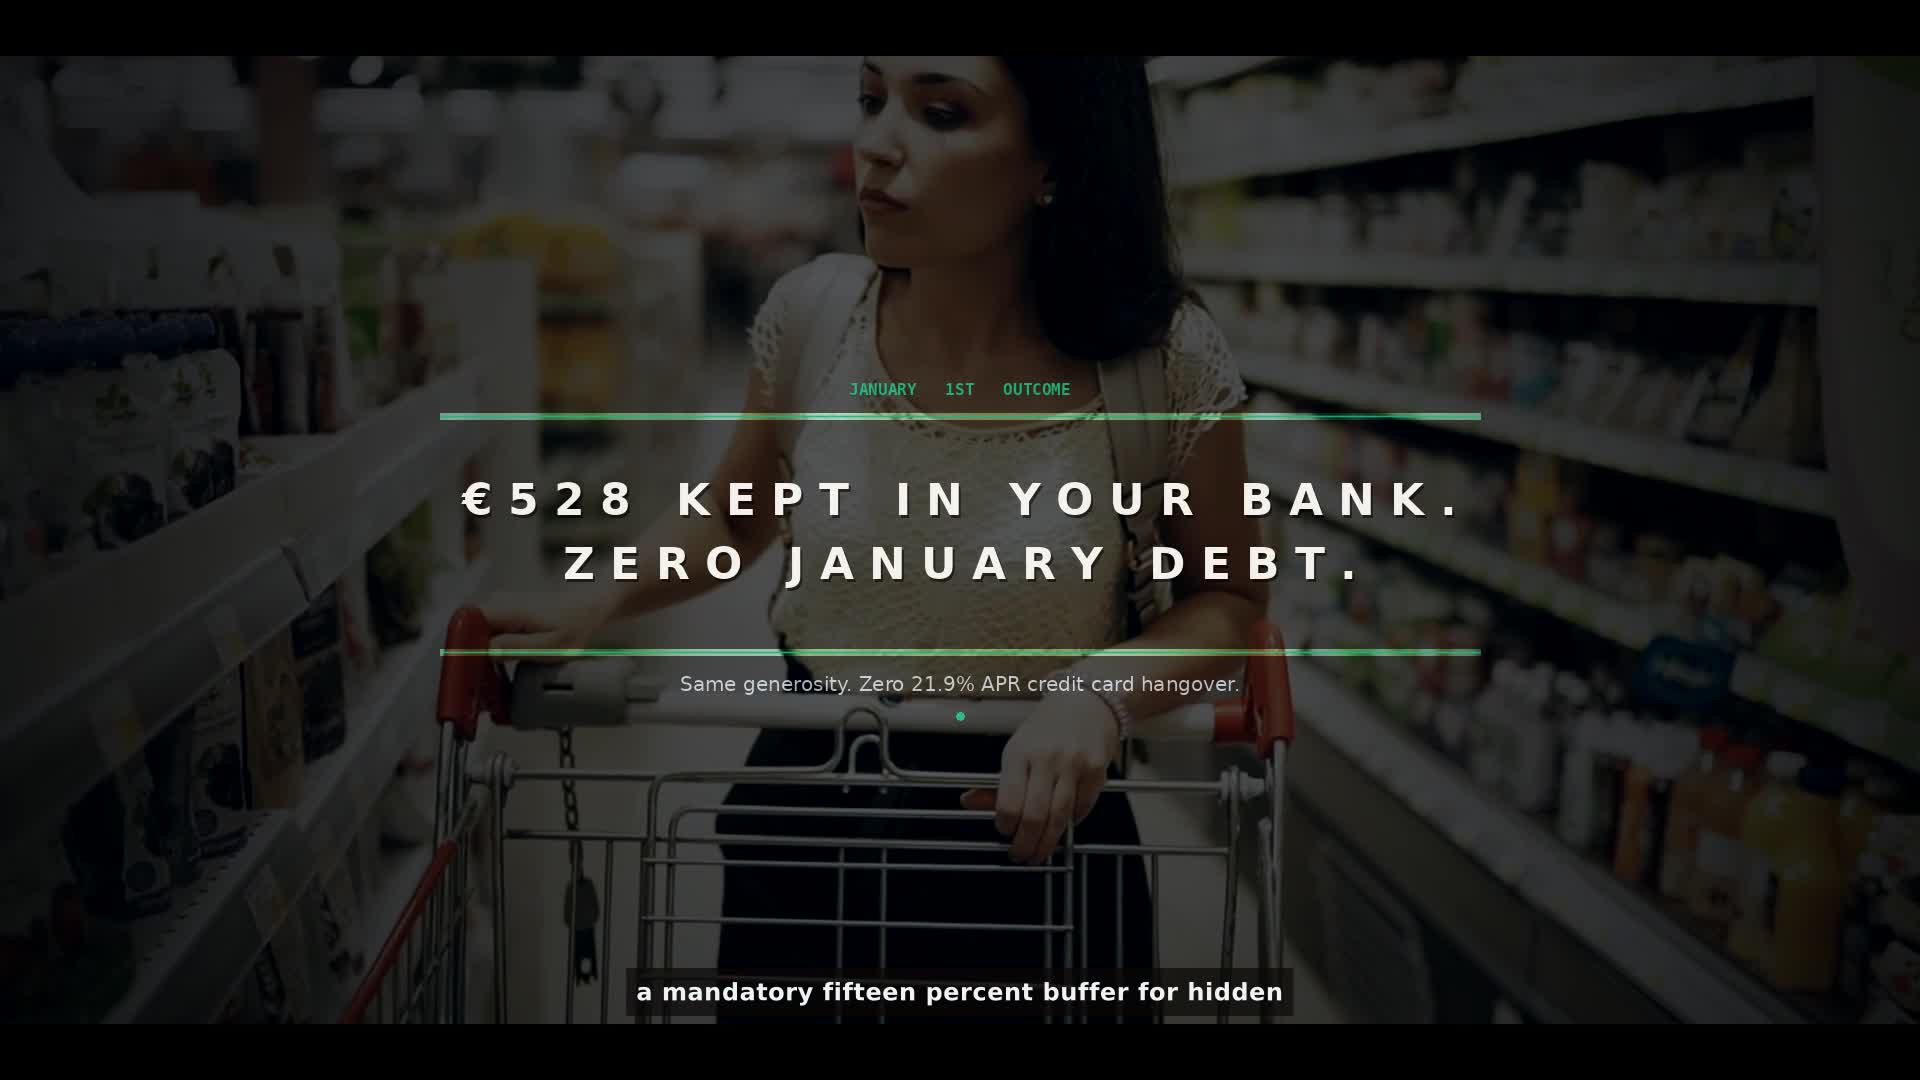 JANUARY 1ST OUTCOME
€528 KEPT IN YOUR BANK.
ZERO JANUARY DEBT.
Same generosity. Zero 21.9% APR credit card hangover.
a mandatory fifteen percent buffer for hidden